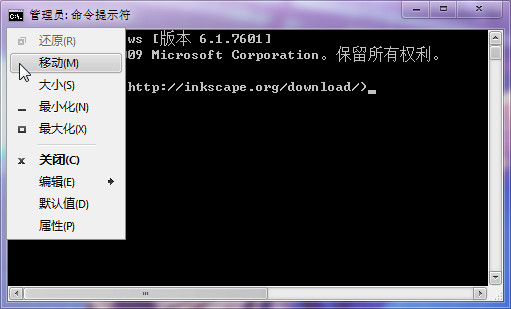 管理员: 命令提示符
ws [版本 6.1.7601]
09 Microsoft Corporation。保留所有权利。
http://inkscape.org/download/>
还原(R)
移动(M)
大小(S)
最小化(N)
最大化(X)
关闭(C)
编辑(E)
默认值(D)
属性(P)